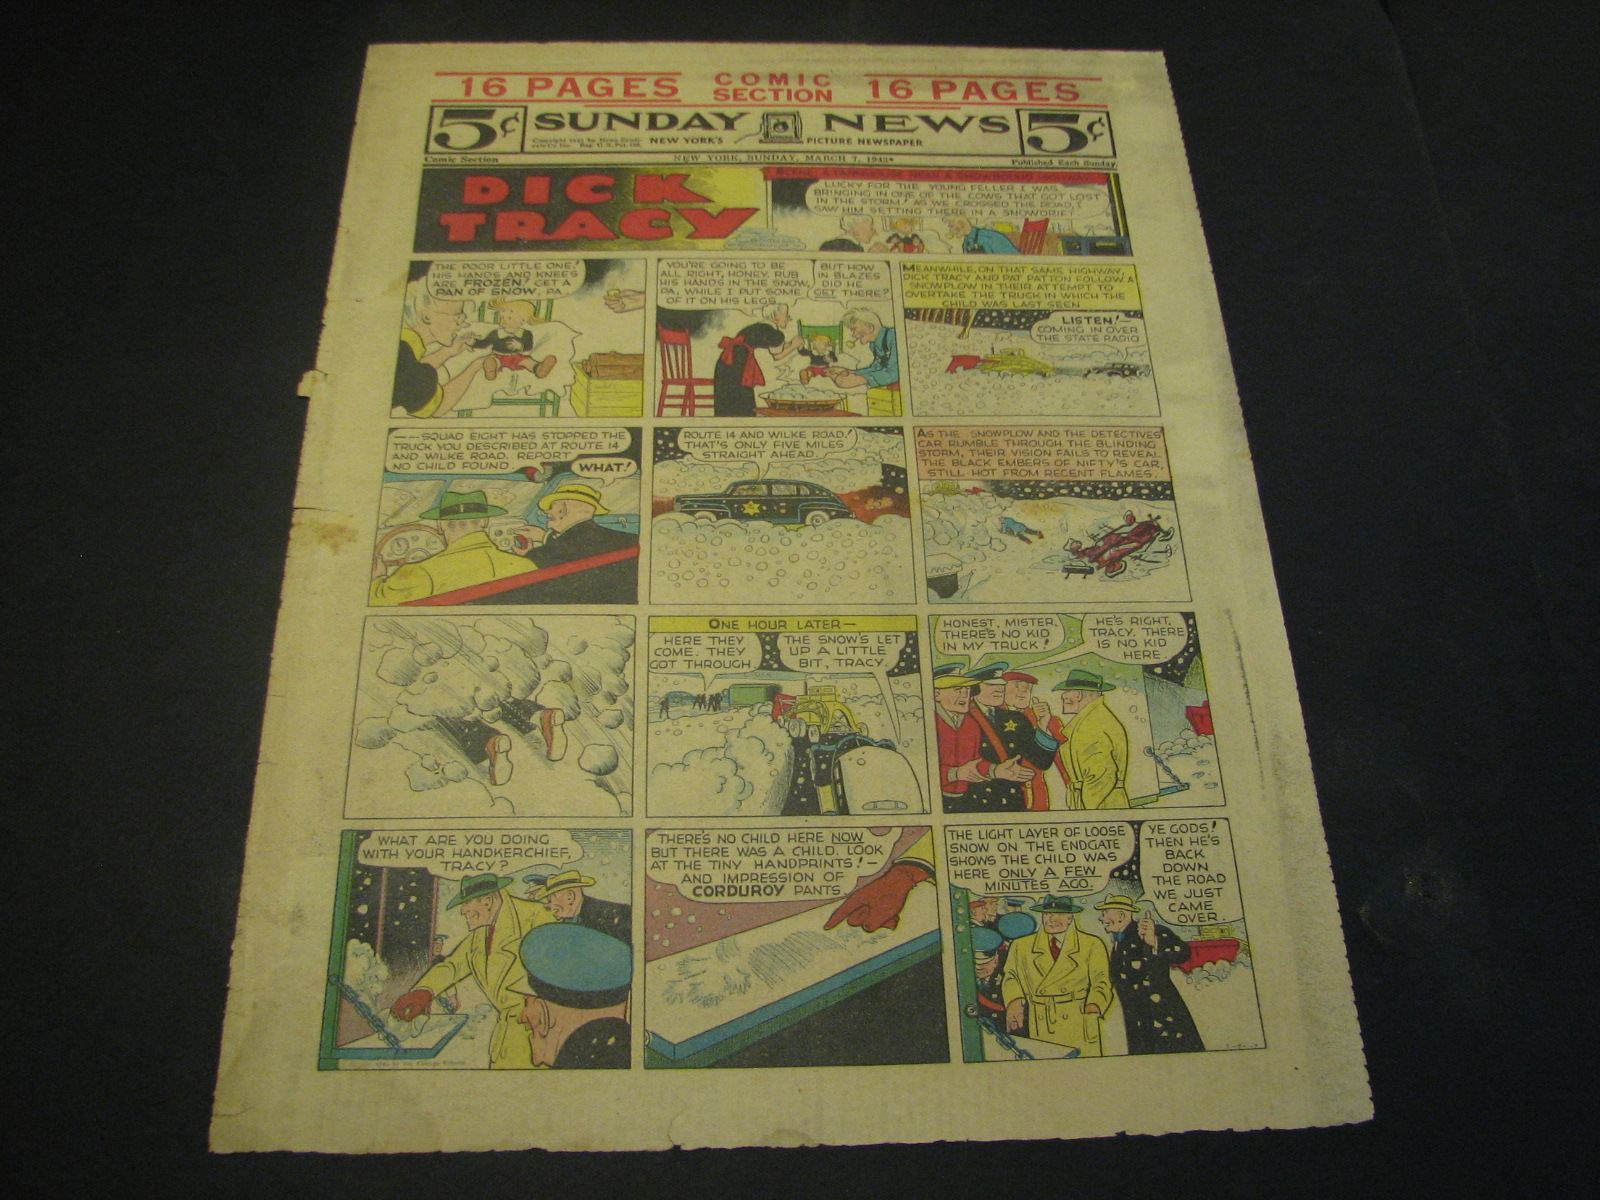 16 PAGES COMIC SECTION 16 PAGES
5¢ SUNDAY NEWS 5¢
NEW YORK'S PICTURE NEWSPAPER
Comic Section NEW YORK, SUNDAY, MARCH 7, 1943* Published Each Sunday
DICK
TRACY
SCENE: A FARMHOUSE NEAR A SNOWBOUND HIGHWAY
LUCKY FOR THE YOUNG FELLER I WAS
BRINGING IN ONE OF THE COWS THAT GOT LOST
IN THE STORM! AS WE CROSSED THE ROAD, I
SAW HIM SETTING THERE IN A SNOWDRIFT.
THE POOR LITTLE ONE!
HIS HANDS AND KNEES
ARE FROZEN! GET A
PAN OF SNOW, PA.
YOU'RE GOING TO BE
ALL RIGHT, HONEY. RUB
HIS HANDS IN THE SNOW,
PA, WHILE I PUT SOME
OF IT ON HIS LEGS.
BUT HOW
IN BLAZES
DID HE
GET THERE?
MEANWHILE, ON THAT SAME HIGHWAY,
DICK TRACY AND PAT PATTON FOLLOW A
SNOWPLOW IN THEIR ATTEMPT TO
OVERTAKE THE TRUCK IN WHICH THE
CHILD WAS LAST SEEN
LISTEN!—
COMING IN OVER
THE STATE RADIO
——SQUAD EIGHT HAS STOPPED THE
TRUCK YOU DESCRIBED AT ROUTE 14
AND WILKE ROAD. REPORT
NO CHILD FOUND.
WHAT!
ROUTE 14 AND WILKE ROAD!
THAT'S ONLY FIVE MILES
STRAIGHT AHEAD.
AS THE SNOWPLOW AND THE DETECTIVES'
CAR RUMBLE THROUGH THE BLINDING
STORM, THEIR VISION FAILS TO REVEAL
THE BLACK EMBERS OF NIFTY'S CAR,
STILL HOT FROM RECENT FLAMES.
ONE HOUR LATER—
HERE THEY
COME. THEY
GOT THROUGH.
THE SNOW'S LET
UP A LITTLE
BIT, TRACY.
HONEST, MISTER,
THERE'S NO KID
IN MY TRUCK!
HE'S RIGHT,
TRACY. THERE
IS NO KID
HERE.
WHAT ARE YOU DOING
WITH YOUR HANDKERCHIEF,
TRACY?
THERE'S NO CHILD HERE NOW
BUT THERE WAS A CHILD. LOOK
AT THE TINY HANDPRINTS!—
AND IMPRESSION OF
CORDUROY PANTS.
THE LIGHT LAYER OF LOOSE
SNOW ON THE ENDGATE
SHOWS THE CHILD WAS
HERE ONLY A FEW
MINUTES AGO.
YE GODS!
THEN HE'S
BACK
DOWN
THE ROAD
WE JUST
CAME
OVER.